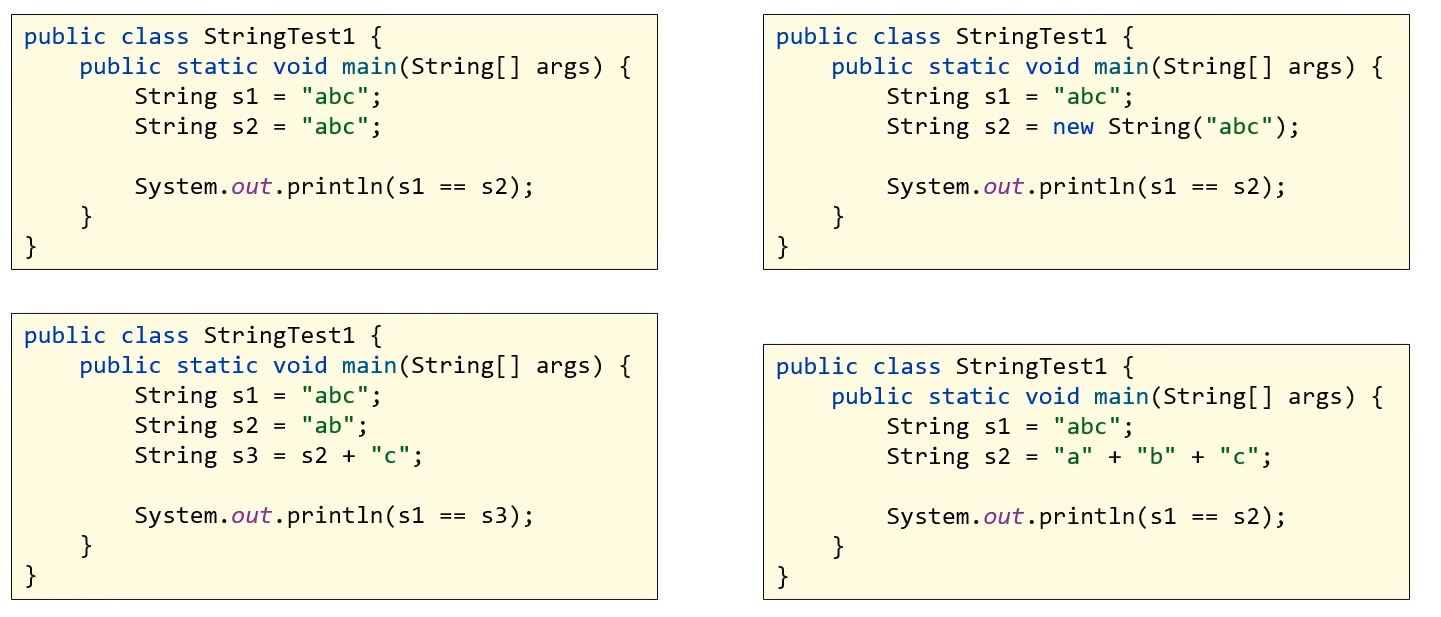 public class StringTest1 {
    public static void main(String[] args) {
        String s1 = "abc";
        String s2 = "abc";

        System.out.println(s1 == s2);
    }
}
public class StringTest1 {
    public static void main(String[] args) {
        String s1 = "abc";
        String s2 = new String("abc");

        System.out.println(s1 == s2);
    }
}
public class StringTest1 {
    public static void main(String[] args) {
        String s1 = "abc";
        String s2 = "ab";
        String s3 = s2 + "c";

        System.out.println(s1 == s3);
    }
}
public class StringTest1 {
    public static void main(String[] args) {
        String s1 = "abc";
        String s2 = "a" + "b" + "c";

        System.out.println(s1 == s2);
    }
}